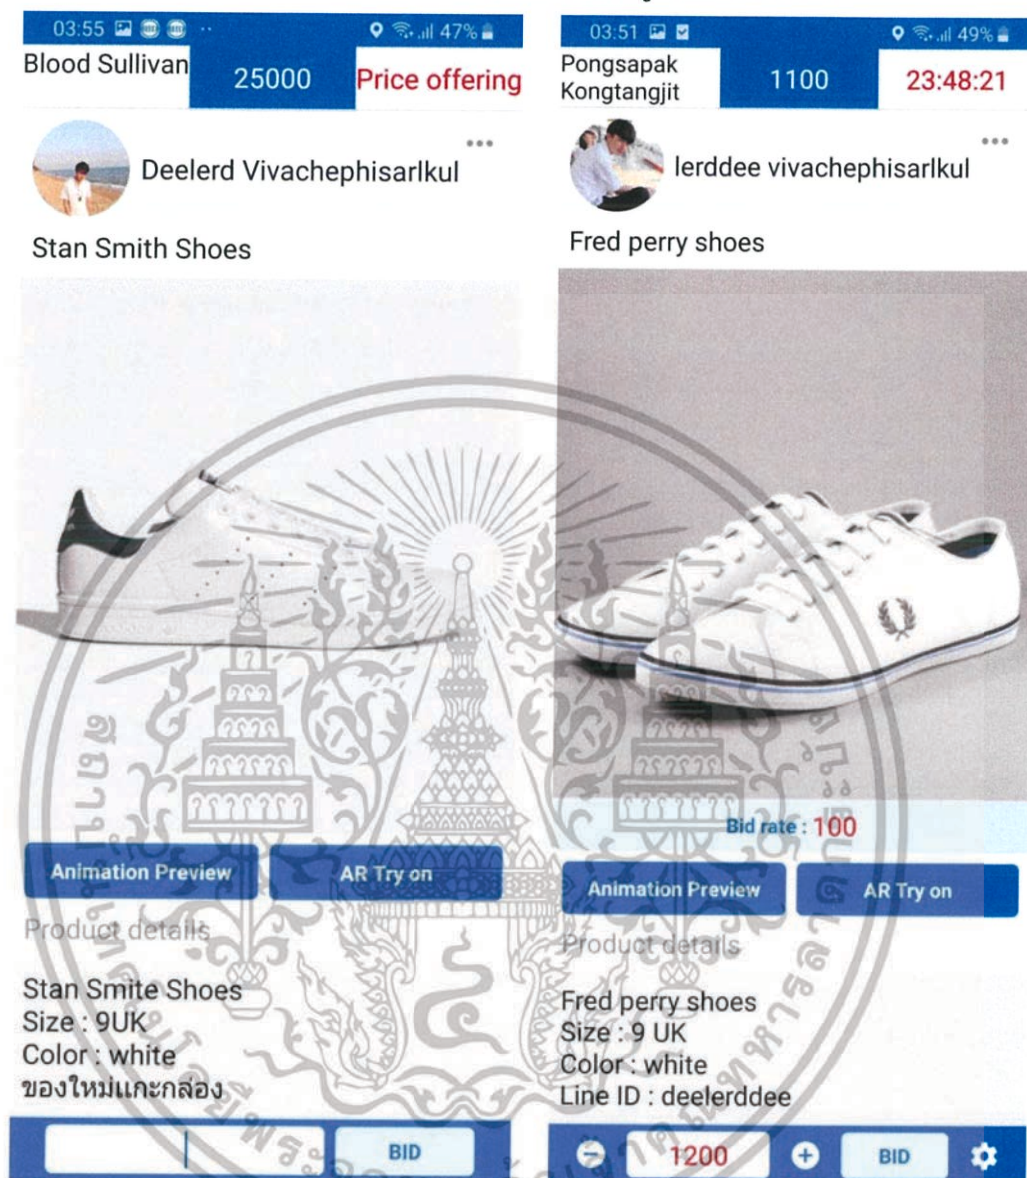 03:55 47%
Blood Sullivan 25000 Price offering
Deelerd Vivachephisarlkul
Stan Smith Shoes
Animation Preview AR Try on
Product details
Stan Smite Shoes
Size : 9UK
Color : white
ของใหม่แกะกล่อง
BID
03:51 49%
Pongsapak
Kongtangjit
1100 23:48:21
lerddee vivachephisarlkul
Fred perry shoes
Bid rate : 100
Animation Preview AR Try on
Product details
Fred perry shoes
Size : 9 UK
Color : white
Line ID : deelerddee
1200 BID